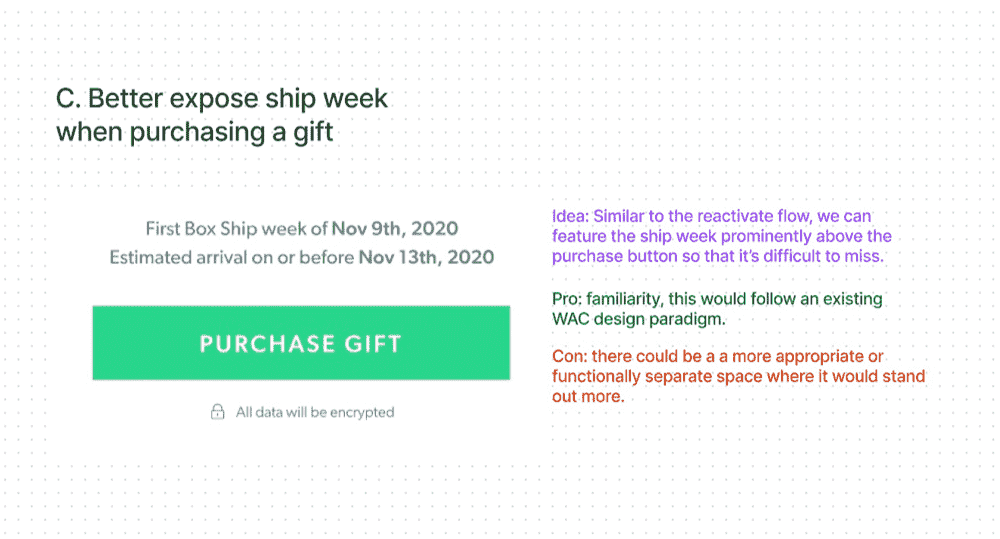 C. Better expose ship week
when purchasing a gift
First Box Ship week of Nov 9th, 2020
Estimated arrival on or before Nov 13th, 2020
PURCHASE GIFT
All data will be encrypted
Idea: Similar to the reactivate flow, we can
feature the ship week prominently above the
purchase button so that it's difficult to miss.
Pro: familiarity, this would follow an existing
WAC design paradigm.
Con: there could be a a more appropriate or
functionally separate space where it would stand
out more.